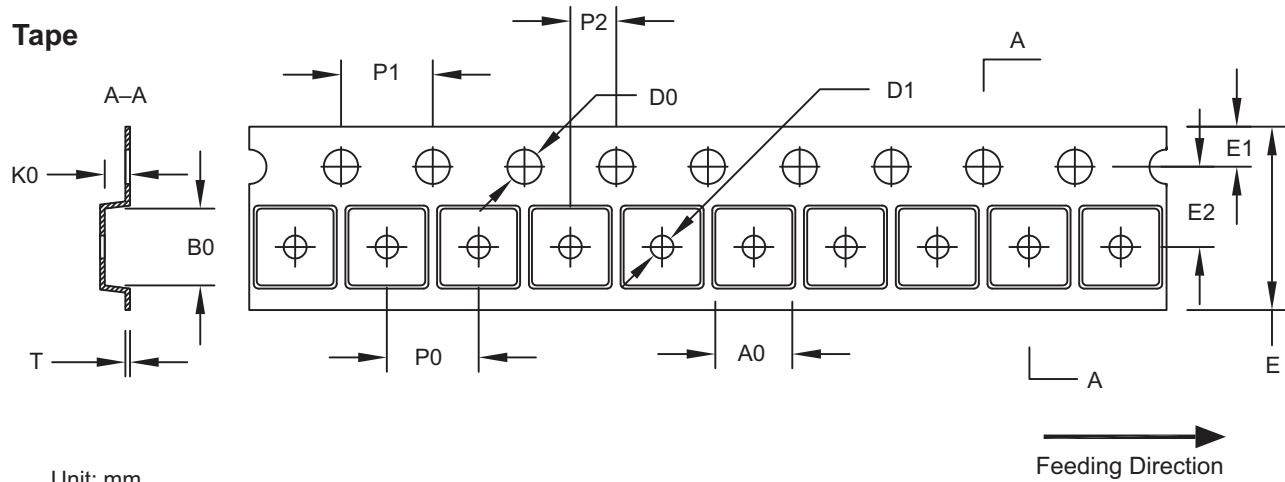 Tape
P2
A
P1
A–A
D0
D1
E1
K0
E2
B0
P0
A0
T
A
E
Feeding Direction
Unit: mm